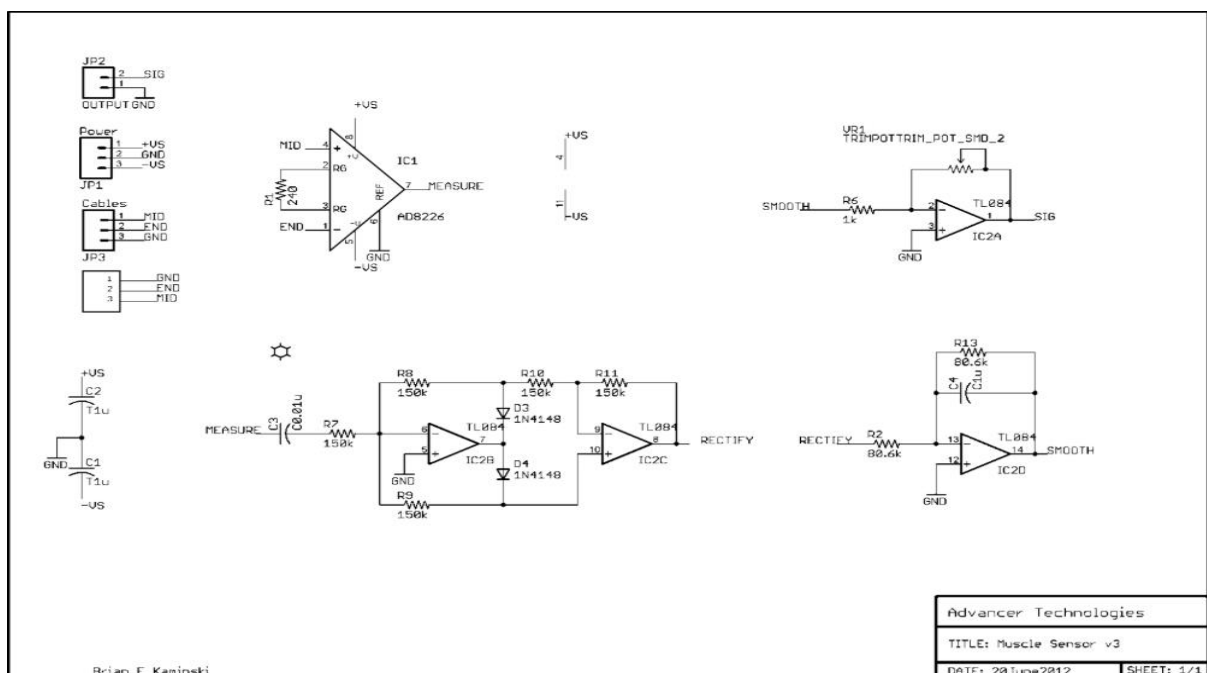 JP2
2 SIG
1
OUTPUT GND
Power
1 +VS
2 GND
3 -VS
JP1
Cables
1 MID
2 END
3 GND
JP3
1 GND
2 END
3 MID
+VS
8
+V
MID 4 +
IC1
2 RG
R1
240
REF
7 MEASURE
3 RG
AD8226
6
END 1 -
-V
5
GND
-VS
+VS
4
11
-VS
VR1
TRIMPOTTRIM_POT_SMD_2
SMOOTH
R6
1k
TL084
2 -
1 SIG
3 +
IC2A
GND
+VS
C2
T1u
GND
C1
T1u
-VS
MEASURE
C3
C0.01u
R7
150k
R8
150k
R10
150k
R11
150k
D3
1N4148
TL084
6 -
7
5 +
IC2B
GND
D4
1N4148
R9
150k
TL084
9 -
8
10 +
IC2C
RECTIFY
R13
80.6k
C4
C1u
RECTIFY
R2
80.6k
TL084
13 -
14 SMOOTH
12 +
IC2D
GND
Advancer Technologies
TITLE: Muscle Sensor v3
Brian E Kaminski
DATE: 20June2012 SHEET: 1/1